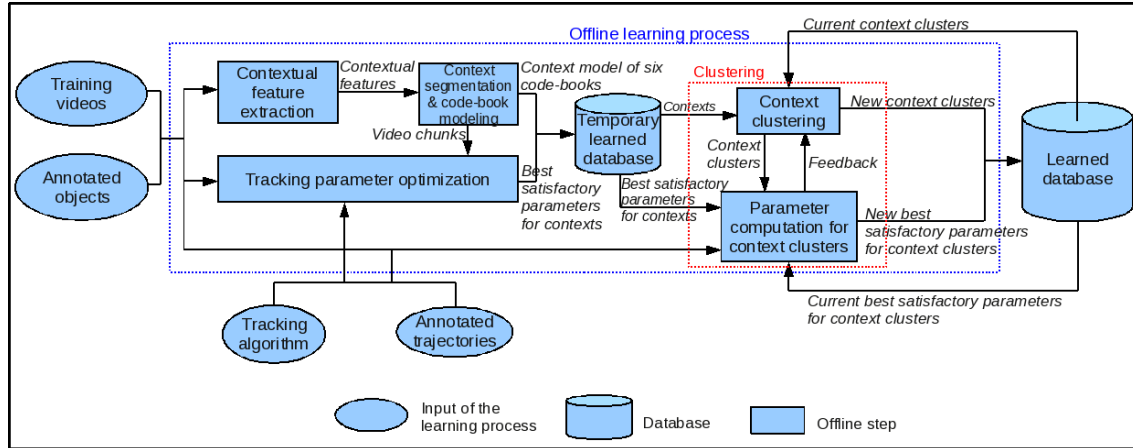 Current context clusters
Offline learning process
Training
videos
Contextual
feature
extraction
Contextual
features
Context
segmentation
& code-book
modeling
Context model of six
code-books
Clustering
Contexts
Context
clustering
New context clusters
Temporary
learned
database
Learned
database
Video chunks
Context
clusters
Feedback
Annotated
objects
Tracking parameter optimization
Best
satisfactory
parameters
for contexts
Best satisfactory
parameters
for contexts
Parameter
computation for
context clusters
New best
satisfactory parameters
for context clusters
Current best satisfactory parameters
for context clusters
Tracking
algorithm
Annotated
trajectories
Input of the
learning process
Database
Offline step